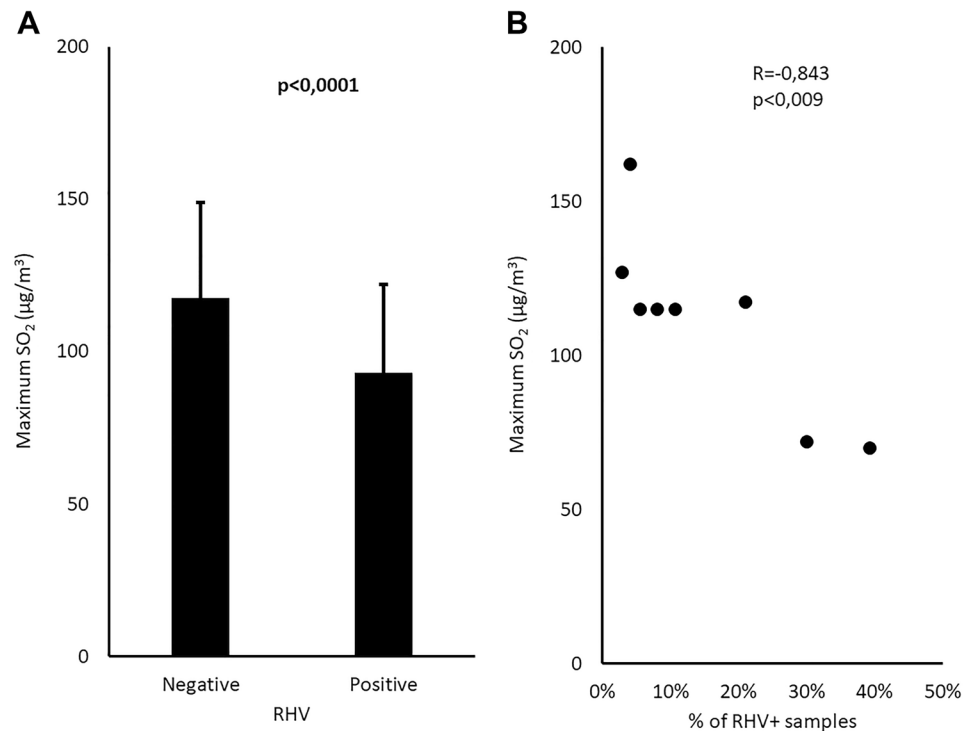 A
200
150
100
50
0
Maximum SO₂ (µg/m³)
p<0,0001
Negative
Positive
RHV
B
200
150
100
50
0
Maximum SO₂ (µg/m³)
R=-0,843
p<0,009
0% 10% 20% 30% 40% 50%
% of RHV+ samples